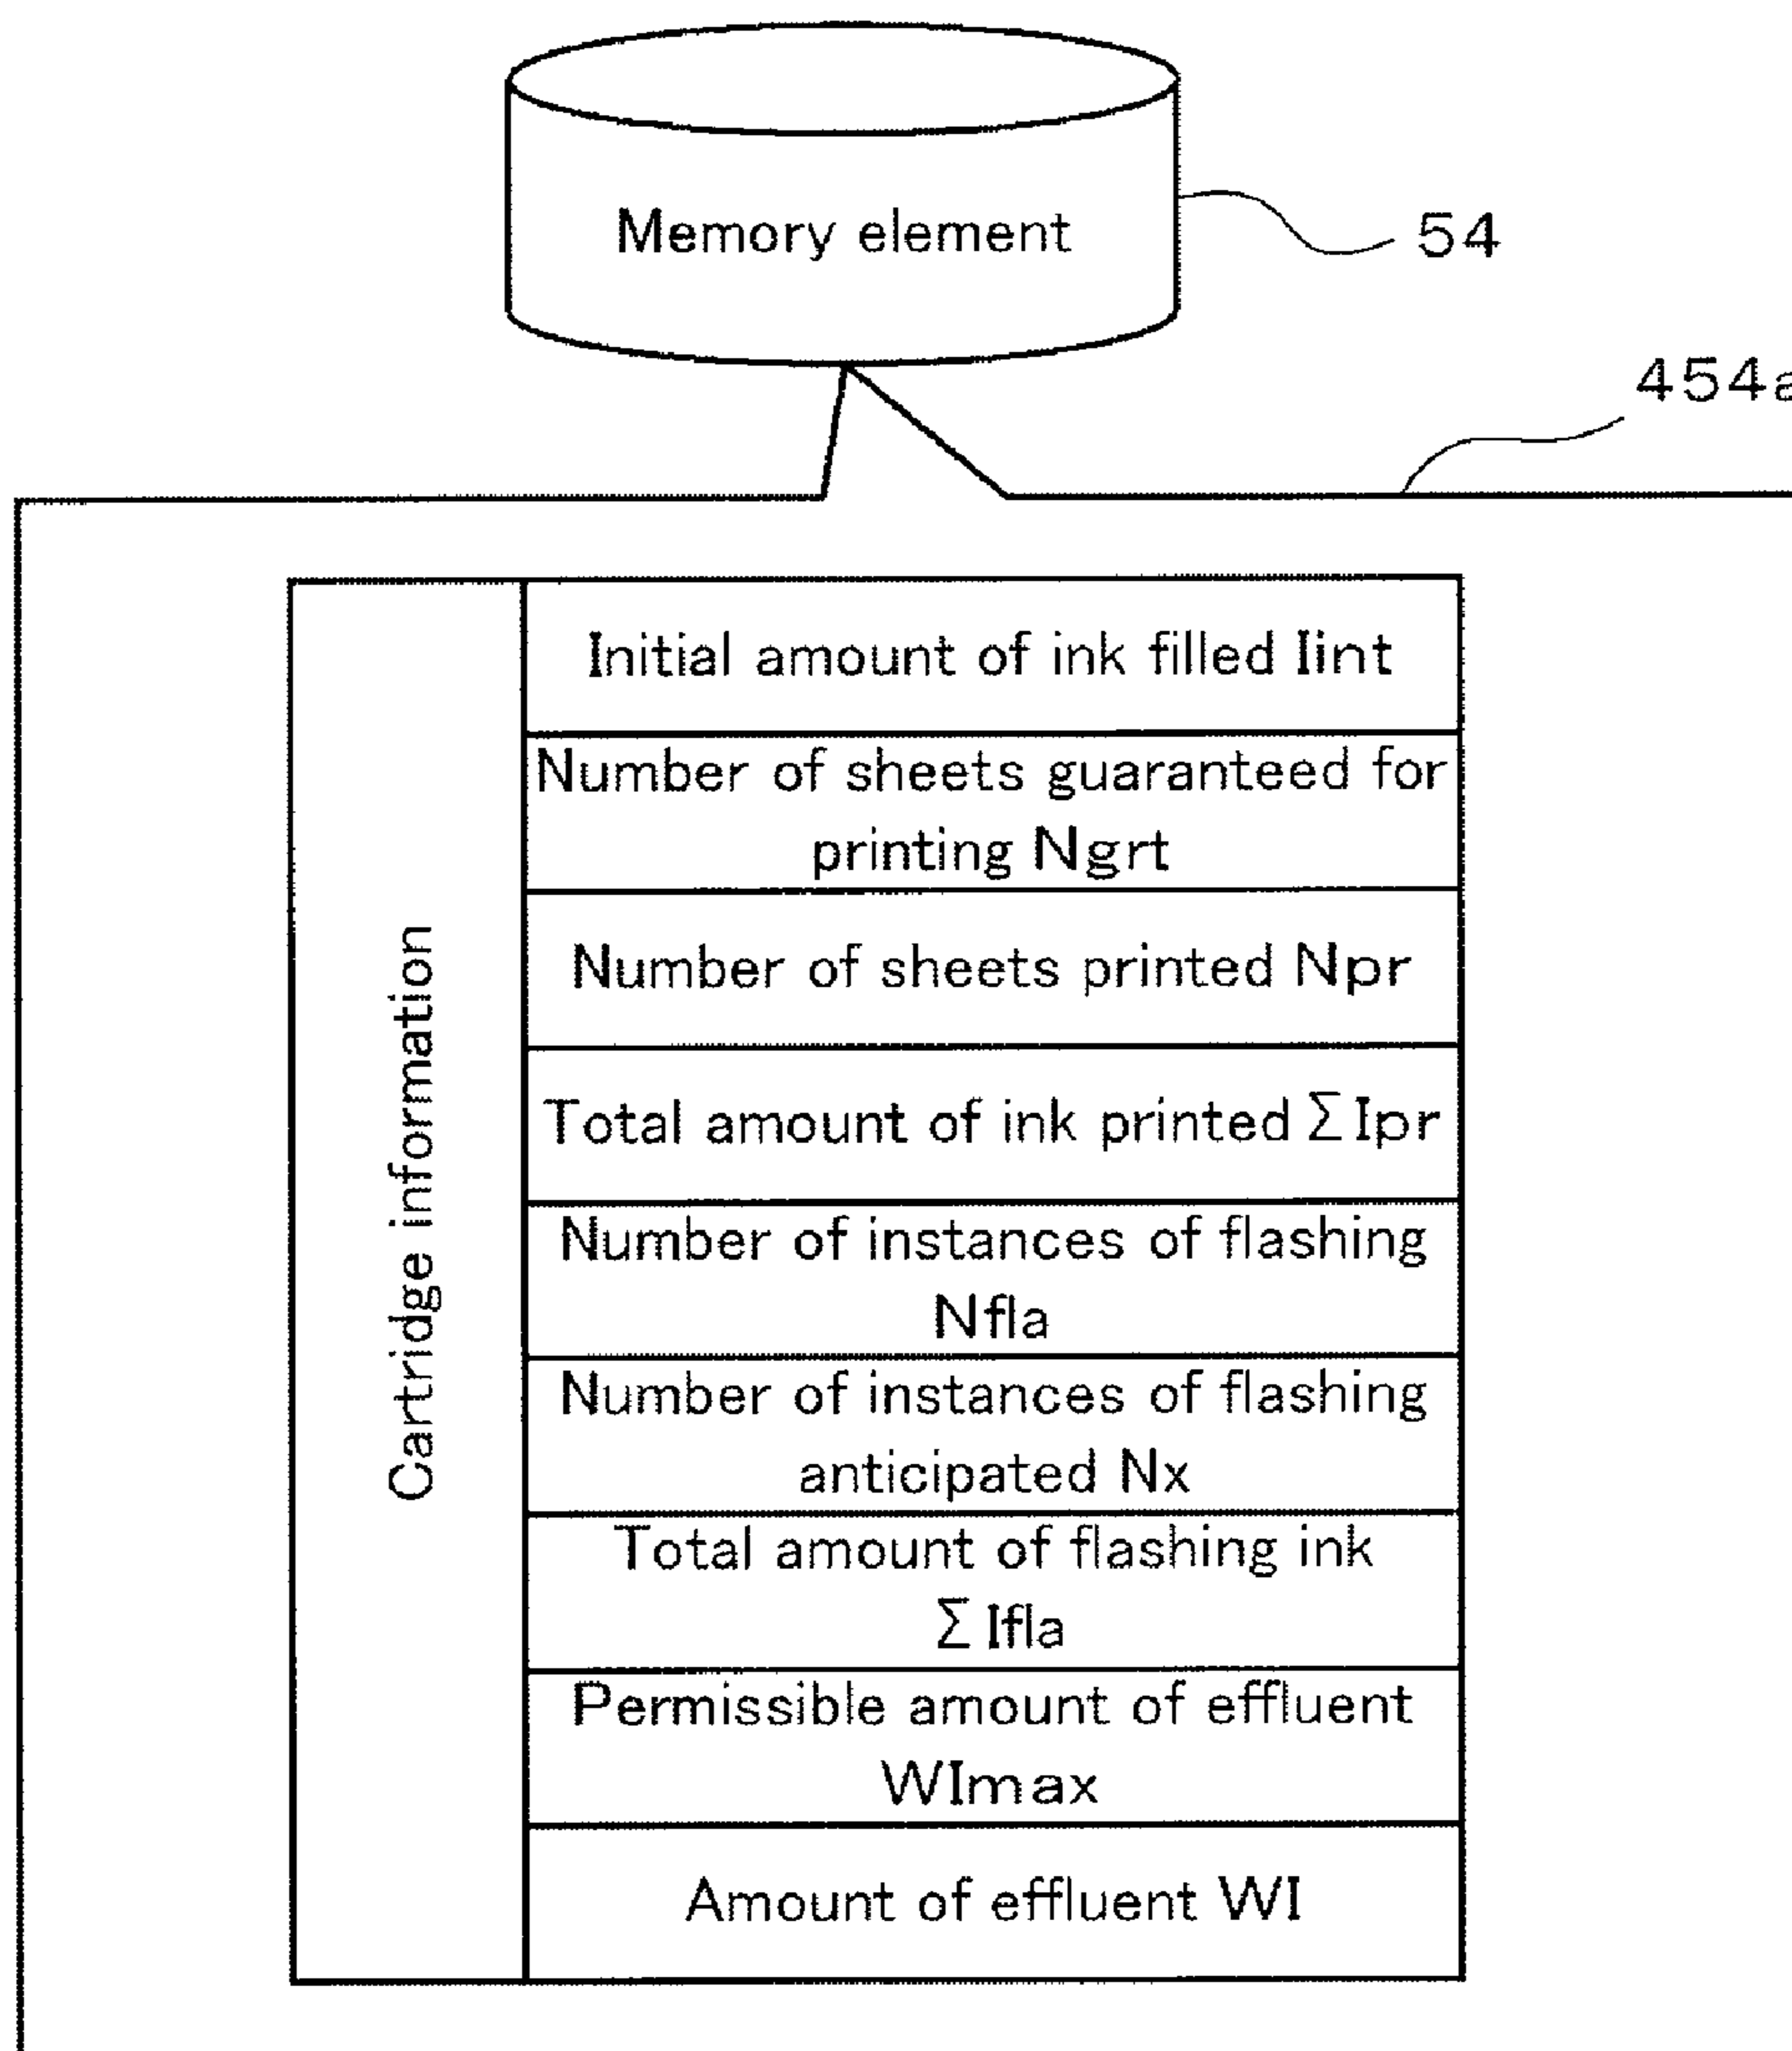 Memory element
54
454a
Cartridge information
Initial amount of ink filled Iint
Number of sheets guaranteed for
printing Ngrt
Number of sheets printed Npr
Total amount of ink printed Σ Ipr
Number of instances of flashing
Nfla
Number of instances of flashing
anticipated Nx
Total amount of flashing ink
Σ Ifla
Permissible amount of effluent
WImax
Amount of effluent WI